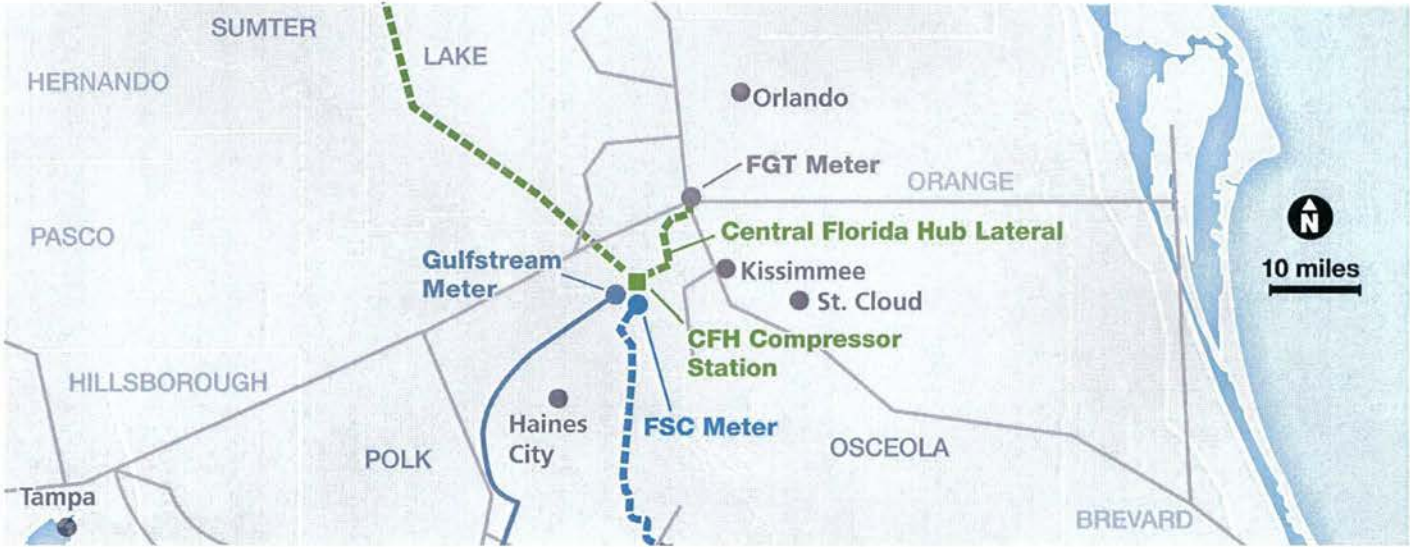 SUMTER
LAKE
HERNANDO
Orlando
FGT Meter
ORANGE
PASCO
Central Florida Hub Lateral
Gulfstream
Meter
Kissimmee
St. Cloud
N
10 miles
CFH Compressor
Station
HILLSBOROUGH
Haines
City
FSC Meter
POLK
OSCEOLA
Tampa
BREVARD